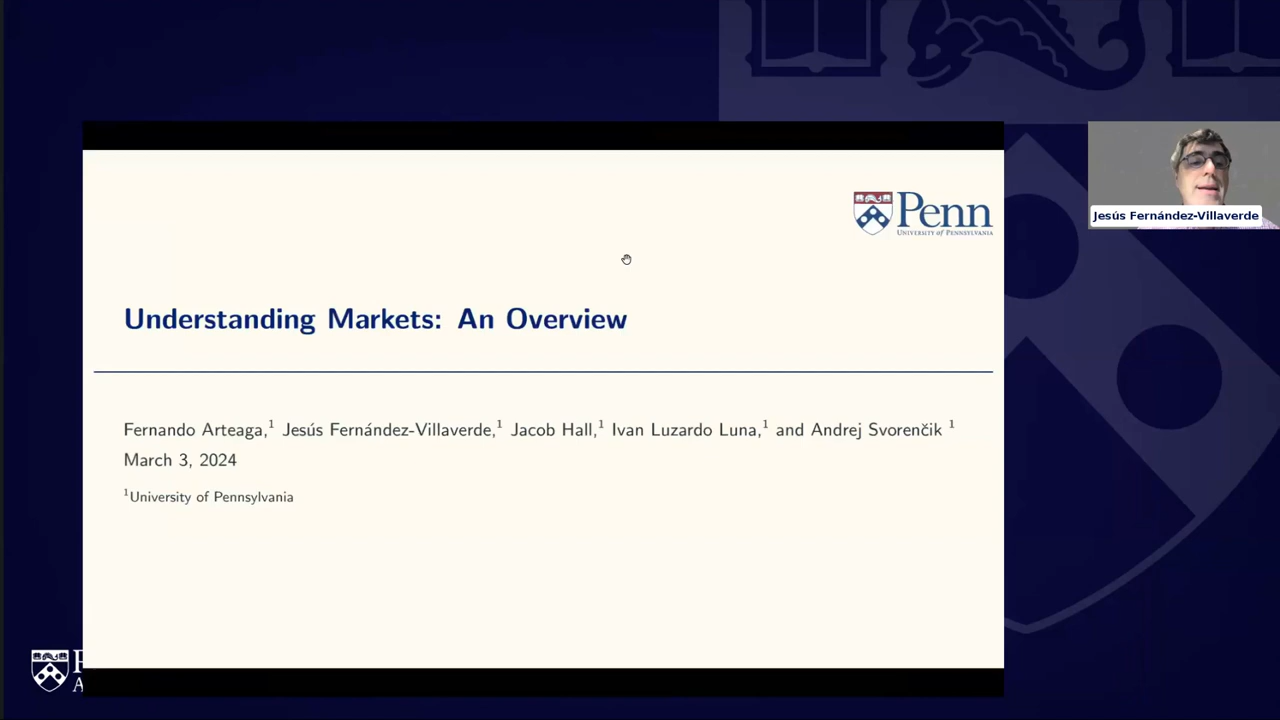 Penn
UNIVERSITY of PENNSYLVANIA
Jesús Fernández-Villaverde
Understanding Markets: An Overview
Fernando Arteaga,1 Jesús Fernández-Villaverde,1 Jacob Hall,1 Ivan Luzardo Luna,1 and Andrej Svorenčik 1
March 3, 2024
1University of Pennsylvania